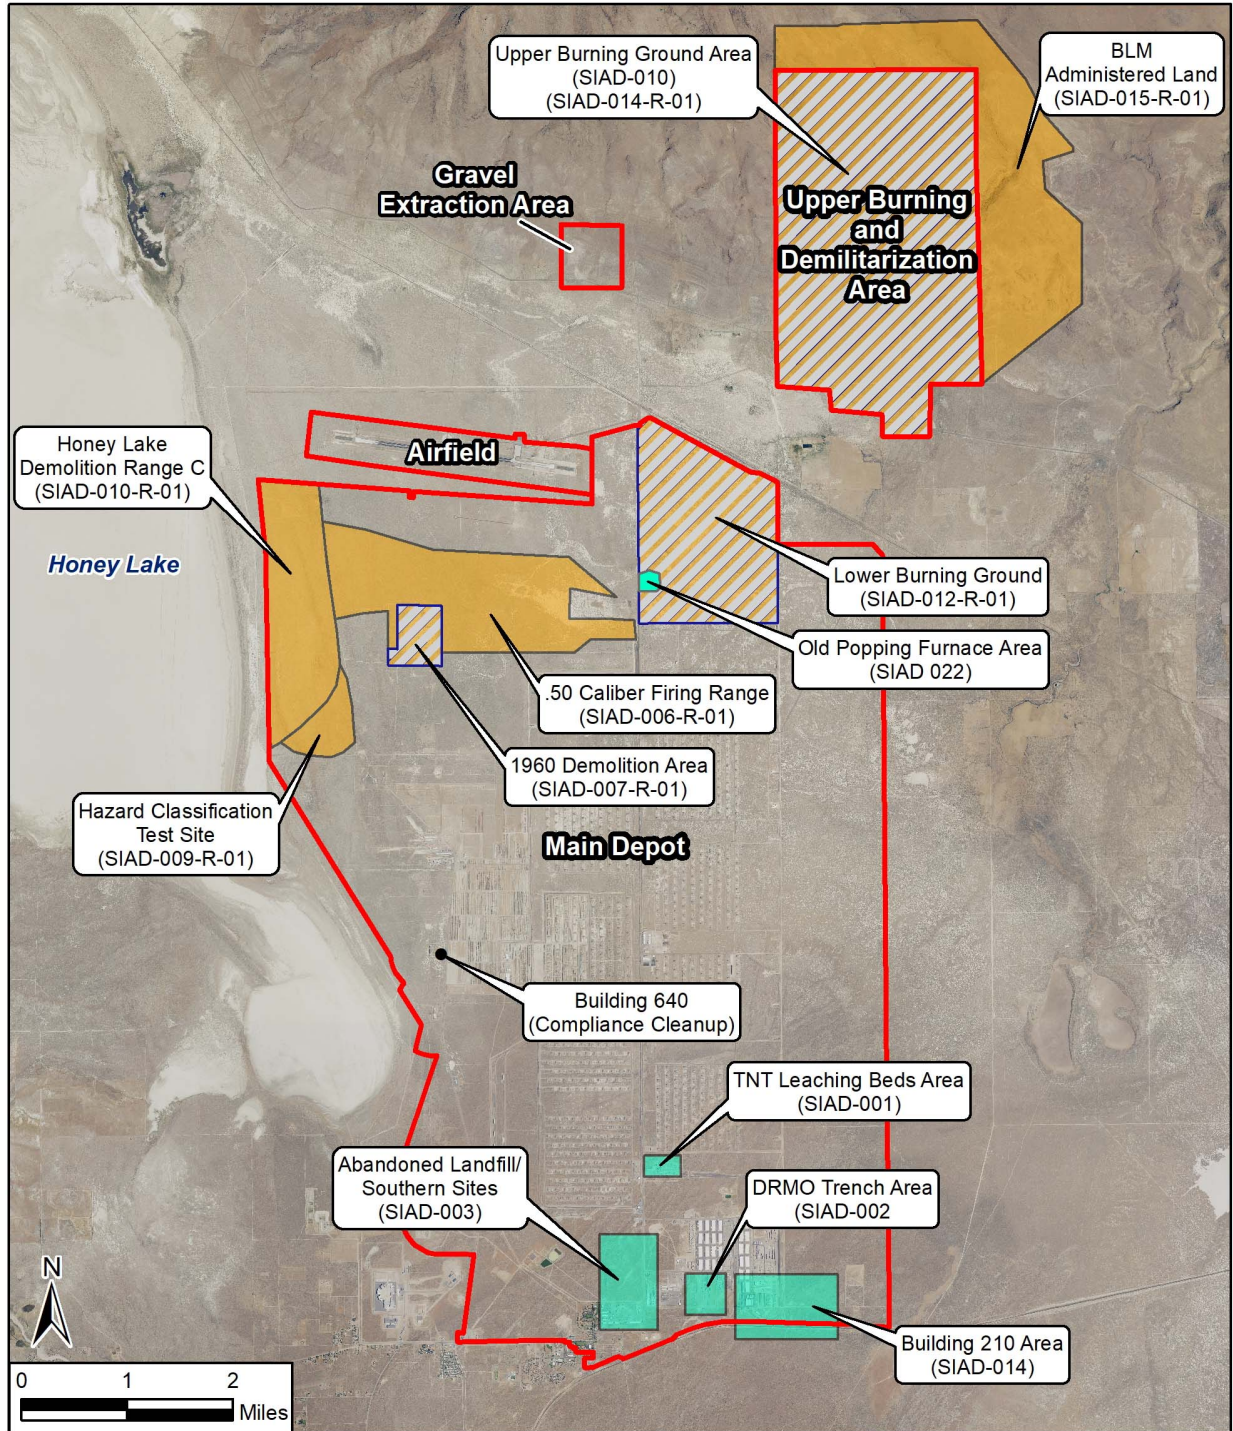 Upper Burning Ground Area
(SIAD-010)
(SIAD-014-R-01)
BLM
Administered Land
(SIAD-015-R-01)
Gravel
Extraction Area
Upper Burning
and
Demilitarization
Area
Honey Lake
Demolition Range C
(SIAD-010-R-01)
Airfield
Honey Lake
Lower Burning Ground
(SIAD-012-R-01)
Old Popping Furnace Area
(SIAD 022)
.50 Caliber Firing Range
(SIAD-006-R-01)
1960 Demolition Area
(SIAD-007-R-01)
Hazard Classification
Test Site
(SIAD-009-R-01)
Main Depot
Building 640
(Compliance Cleanup)
TNT Leaching Beds Area
(SIAD-001)
Abandoned Landfill/
Southern Sites
(SIAD-003)
DRMO Trench Area
(SIAD-002
Building 210 Area
(SIAD-014)
N
0 1 2
Miles